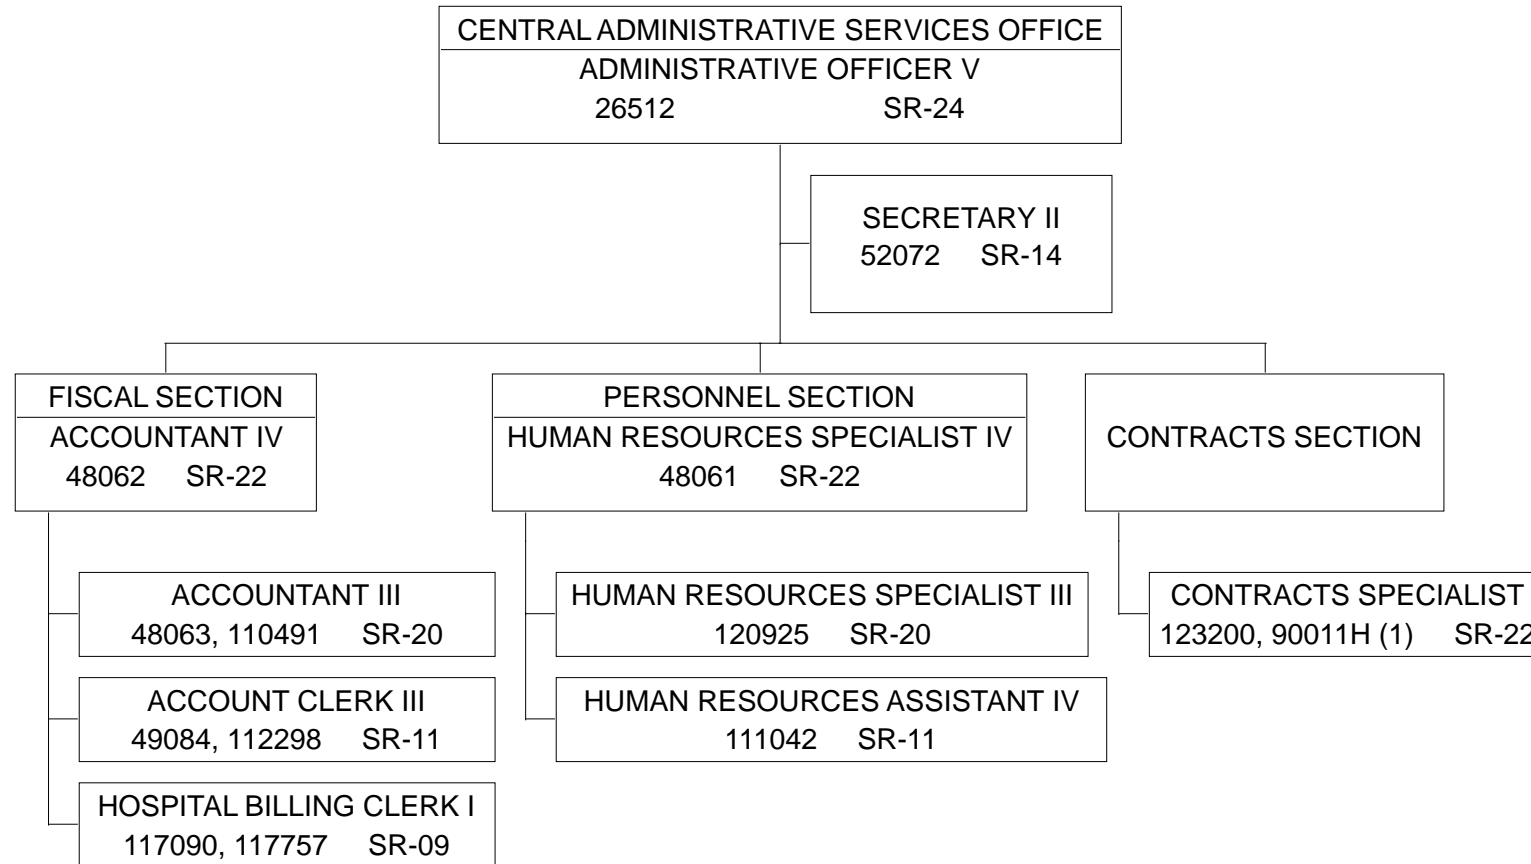 CENTRAL ADMINISTRATIVE SERVICES OFFICE
ADMINISTRATIVE OFFICER V
26512 SR-24
SECRETARY II
52072 SR-14
FISCAL SECTION
ACCOUNTANT IV
48062 SR-22
PERSONNEL SECTION
HUMAN RESOURCES SPECIALIST IV
48061 SR-22
CONTRACTS SECTION
ACCOUNTANT III
48063, 110491 SR-20
ACCOUNT CLERK III
49084, 112298 SR-11
HOSPITAL BILLING CLERK I
117090, 117757 SR-09
HUMAN RESOURCES SPECIALIST III
120925 SR-20
HUMAN RESOURCES ASSISTANT IV
111042 SR-11
CONTRACTS SPECIALIST
123200, 90011H (1) SR-22